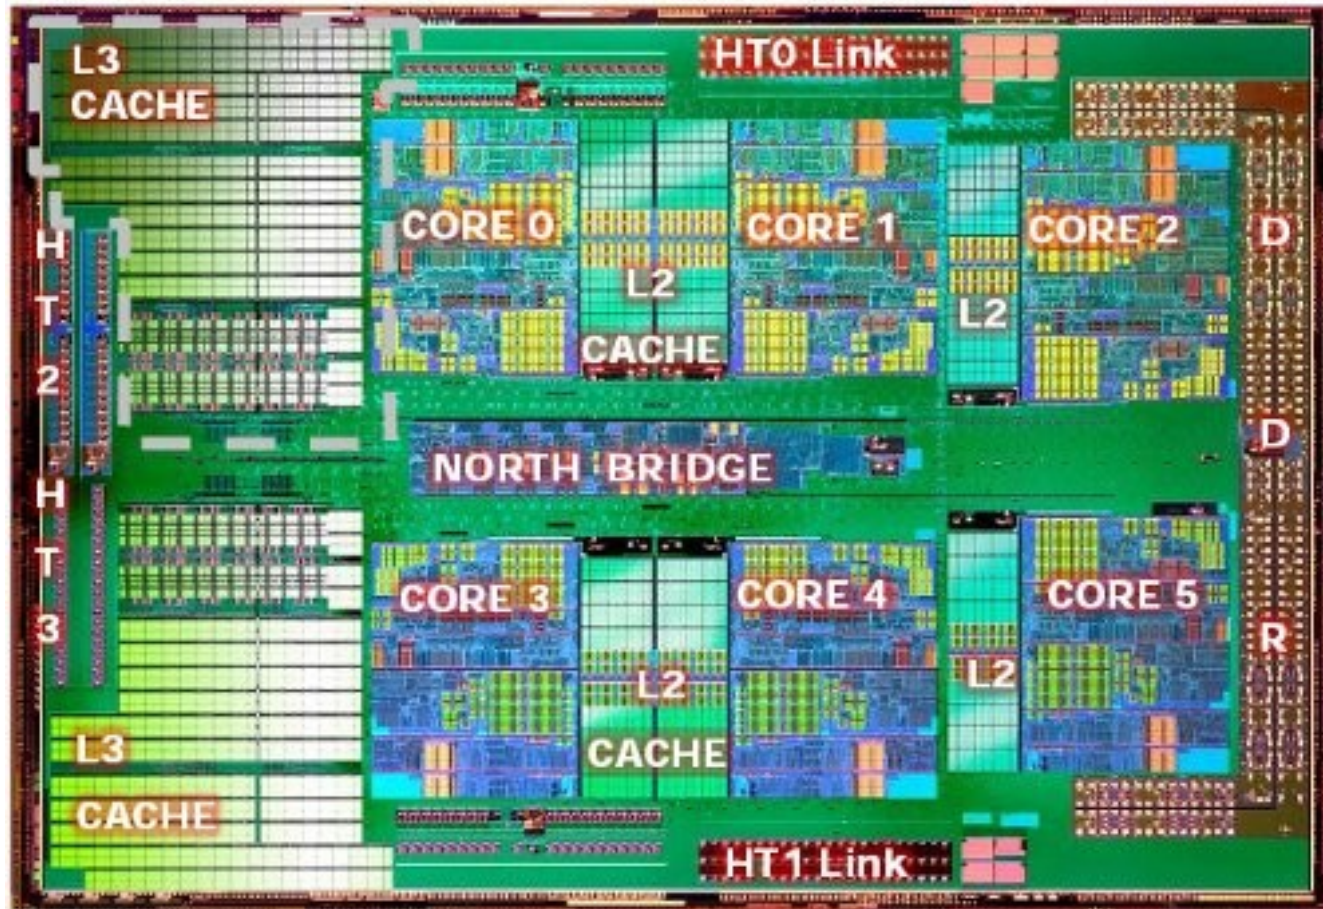 L3
CACHE
HT0 Link
CORE 0
L2
CACHE
CORE 1
L2
CORE 2
H
T
2
H
T
3
D
D
R
NORTH BRIDGE
CORE 3
L2
CACHE
CORE 4
L2
CORE 5
L3
CACHE
HT1 Link